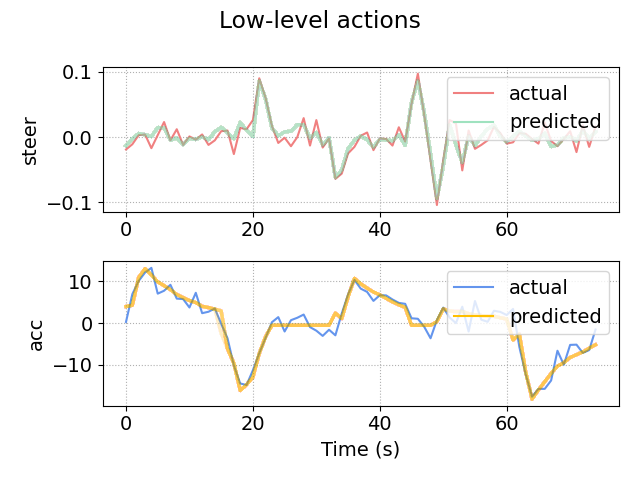 Low-level actions
0.1
0.0
−0.1
steer
actual
predicted
0
20
40
60
10
0
−10
acc
actual
predicted
0
20
40
60
Time (s)